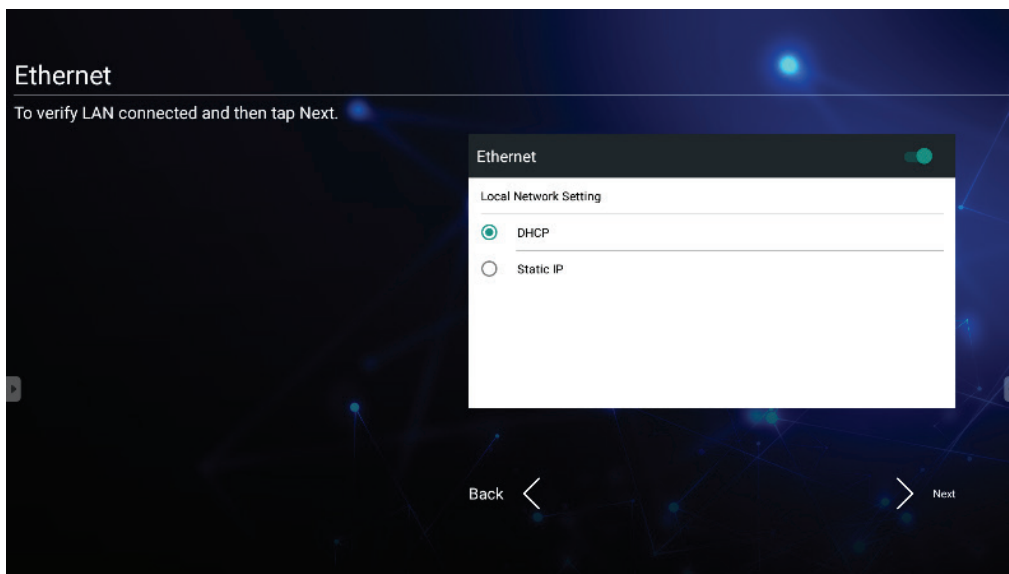 Ethernet
To verify LAN connected and then tap Next.
Ethernet
Local Network Setting
DHCP
Static IP
Back
Next